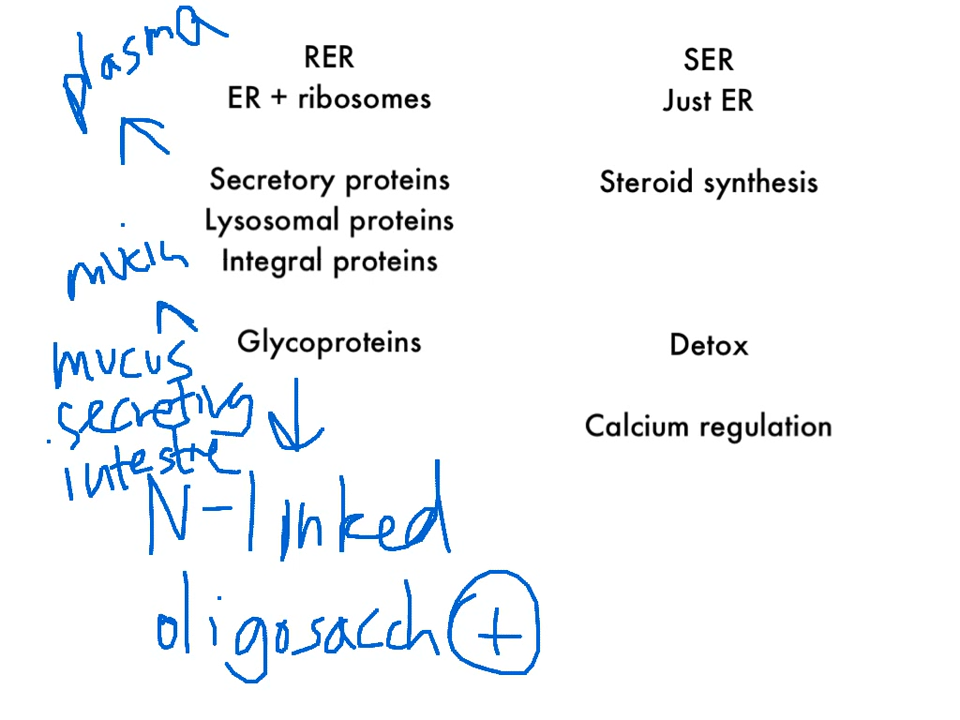 plasma
RER
ER + ribosomes
SER
Just ER
Secretory proteins
Lysosomal proteins
Integral proteins
Steroid synthesis
mucin
Glycoproteins
Detox
mucus
secreting
Calcium regulation
N-linked
oligosacch +